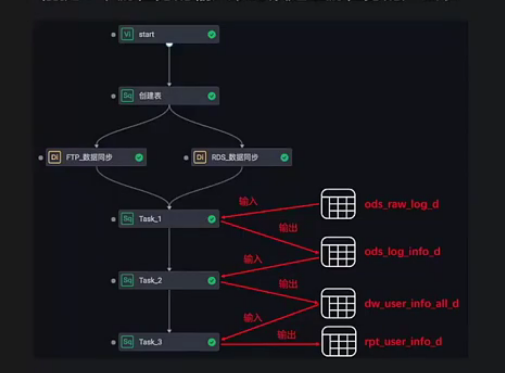 Vi start
Sq 创建表
Di FTP_数据同步
Di RDS_数据同步
输入
ods_raw_log_d
Sq Task_1
输出
ods_log_info_d
输入
Sq Task_2
输出
dw_user_info_all_d
输入
Sq Task_3
输出
rpt_user_info_d